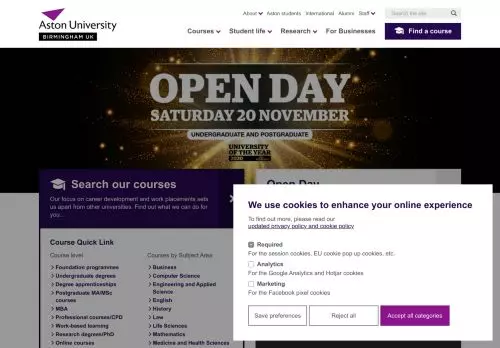 Aston University
BIRMINGHAM UK
About Aston students International Alumni Staff
Search the site
Courses Student life Research For Businesses
Find a course
OPEN DAY
SATURDAY 20 NOVEMBER
UNDERGRADUATE AND POSTGRADUATE
UNIVERSITY OF THE YEAR
2020
Search our courses
Our focus on career development and work placements sets
us apart from other universities. Find out what we can do for
you...
Course Quick Link
Course level
Foundation programmes
Undergraduate degrees
Degree apprenticeships
Postgraduate MA/MSc
courses
MBA
Professional courses/CPD
Work-based learning
Research degrees/PhD
Online courses
Courses by Subject Area
Business
Computer Science
Engineering and Applied
Science
English
History
Law
Life Sciences
Mathematics
Medicine and Health Sciences
Open Day
We use cookies to enhance your online experience
To find out more, please read our
updated privacy policy and cookie policy
Required
For the session cookies, EU cookie pop up cookies, etc.
Analytics
For the Google Analytics and Hotjar cookies
Marketing
For the Facebook pixel cookies
Save preferences
Reject all
Accept all categories